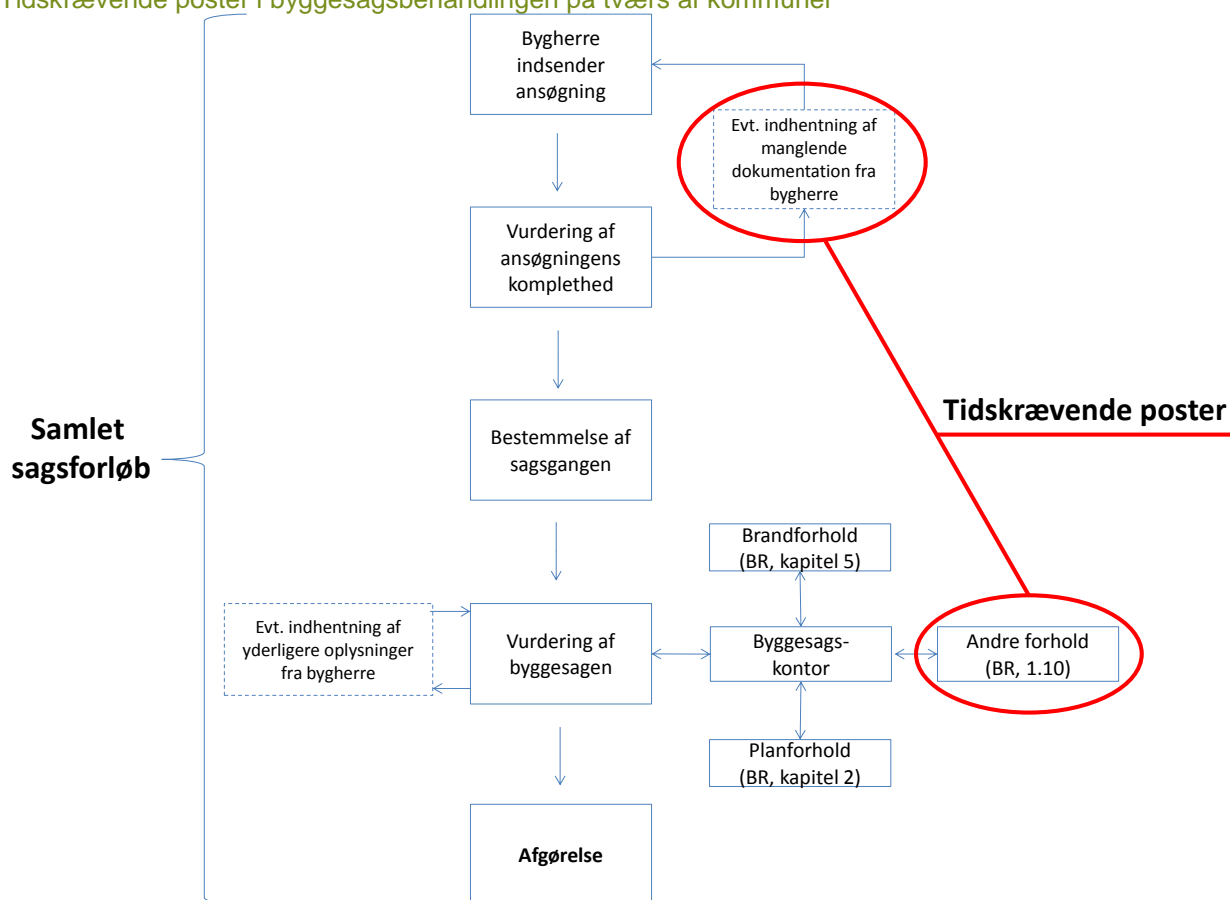 Tidskrævende poster i byggesagsbehandlingen på tværs af kommuner
Bygherre
indsender
ansøgning
Evt. indhentning af
manglende
dokumentation fra
bygherre
Vurdering af
ansøgningens
komplethed
Samlet
sagsforløb
Tidskrævende poster
Bestemmelse af
sagsgangen
Brandforhold
(BR, kapitel 5)
Evt. indhentning af
yderligere oplysninger
fra bygherre
Vurdering af
byggesagen
Byggesags-
kontor
Andre forhold
(BR, 1.10)
Planforhold
(BR, kapitel 2)
Afgørelse